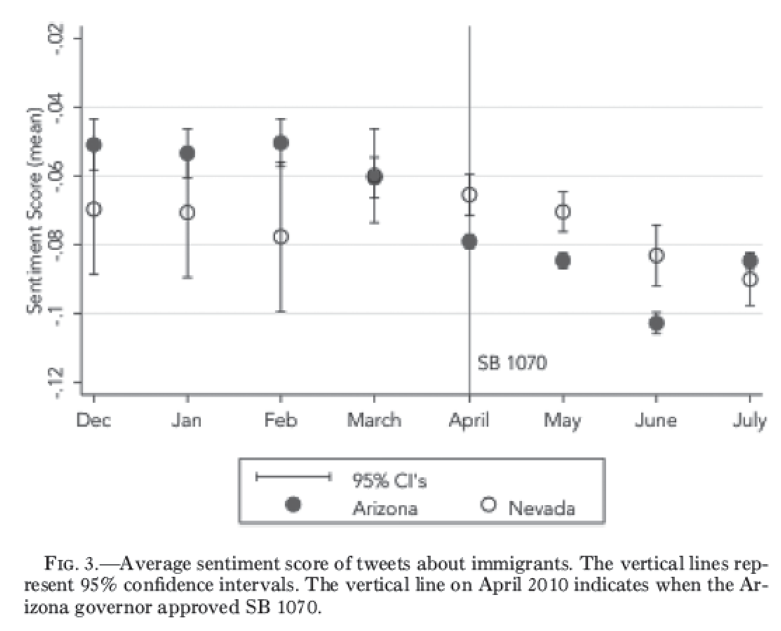 Sentiment Score (mean)
-.02
-.04
-.06
-.08
-.1
-.12
SB 1070
Dec Jan Feb March April May June July
95% CI's
Arizona Nevada
FIG. 3.—Average sentiment score of tweets about immigrants. The vertical lines rep-
resent 95% confidence intervals. The vertical line on April 2010 indicates when the Ar-
izona governor approved SB 1070.